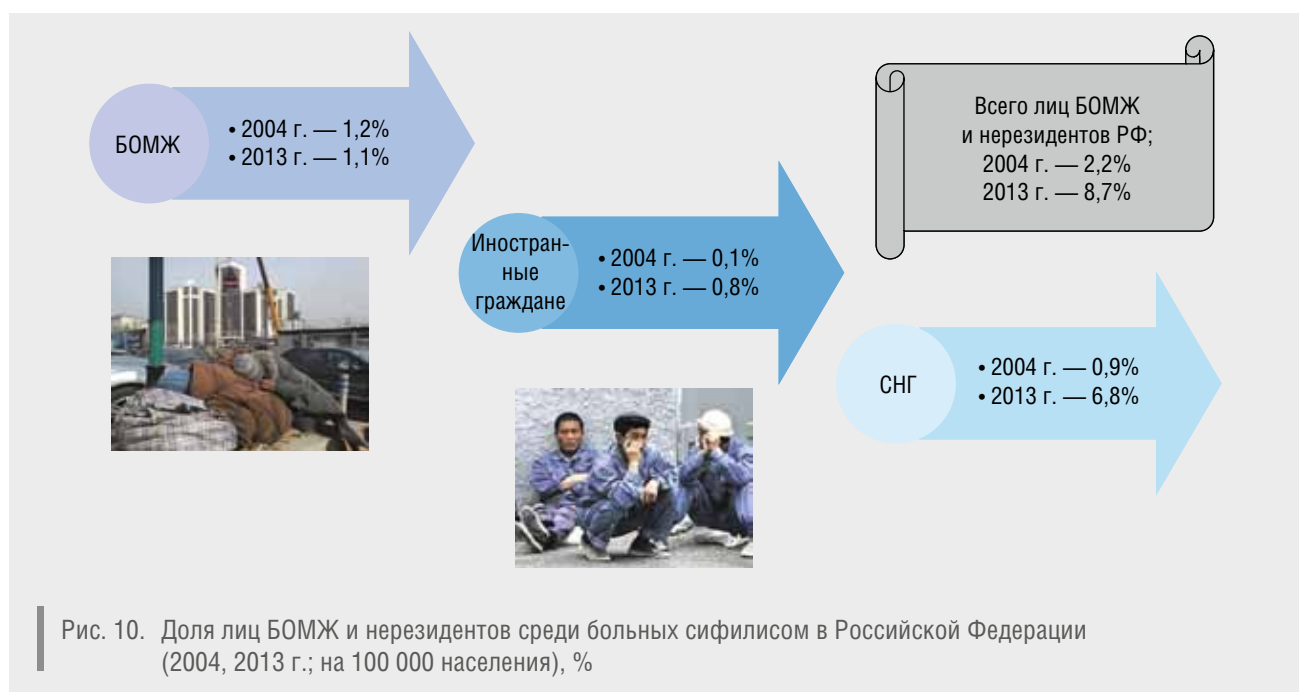 БОМЖ
• 2004 г. — 1,2%
• 2013 г. — 1,1%
Всего лиц БОМЖ
и нерезидентов РФ;
2004 г. — 2,2%
2013 г. — 8,7%
Иностран-
ные
граждане
• 2004 г. — 0,1%
• 2013 г. — 0,8%
СНГ
• 2004 г. — 0,9%
• 2013 г. — 6,8%
Рис. 10. Доля лиц БОМЖ и нерезидентов среди больных сифилисом в Российской Федерации
(2004, 2013 г.; на 100 000 населения), %